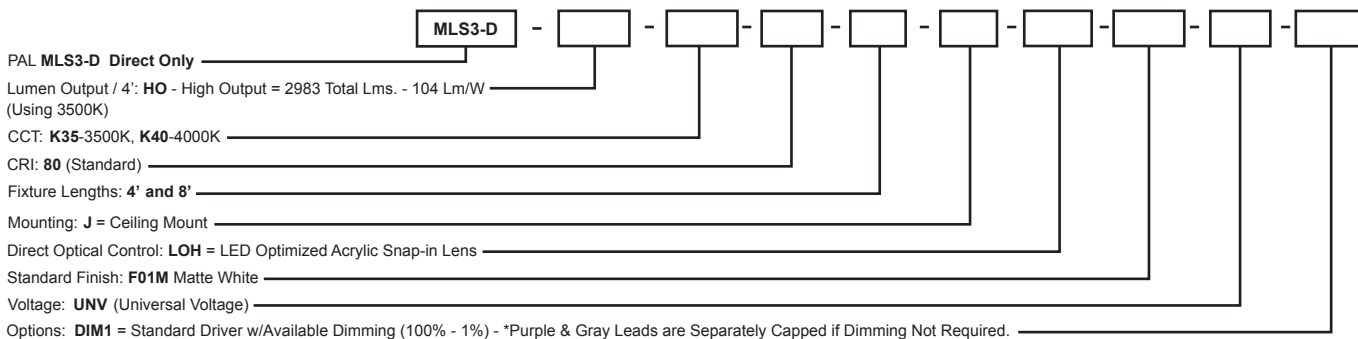 MLS3-D - - - - - - - - -
PAL MLS3-D Direct Only
Lumen Output / 4’: HO - High Output = 2983 Total Lms. - 104 Lm/W
(Using 3500K)
CCT: K35-3500K, K40-4000K
CRI: 80 (Standard)
Fixture Lengths: 4’ and 8’
Mounting: J = Ceiling Mount
Direct Optical Control: LOH = LED Optimized Acrylic Snap-in Lens
Standard Finish: F01M Matte White
Voltage: UNV (Universal Voltage)
Options: DIM1 = Standard Driver w/Available Dimming (100% - 1%) - *Purple & Gray Leads are Separately Capped if Dimming Not Required.